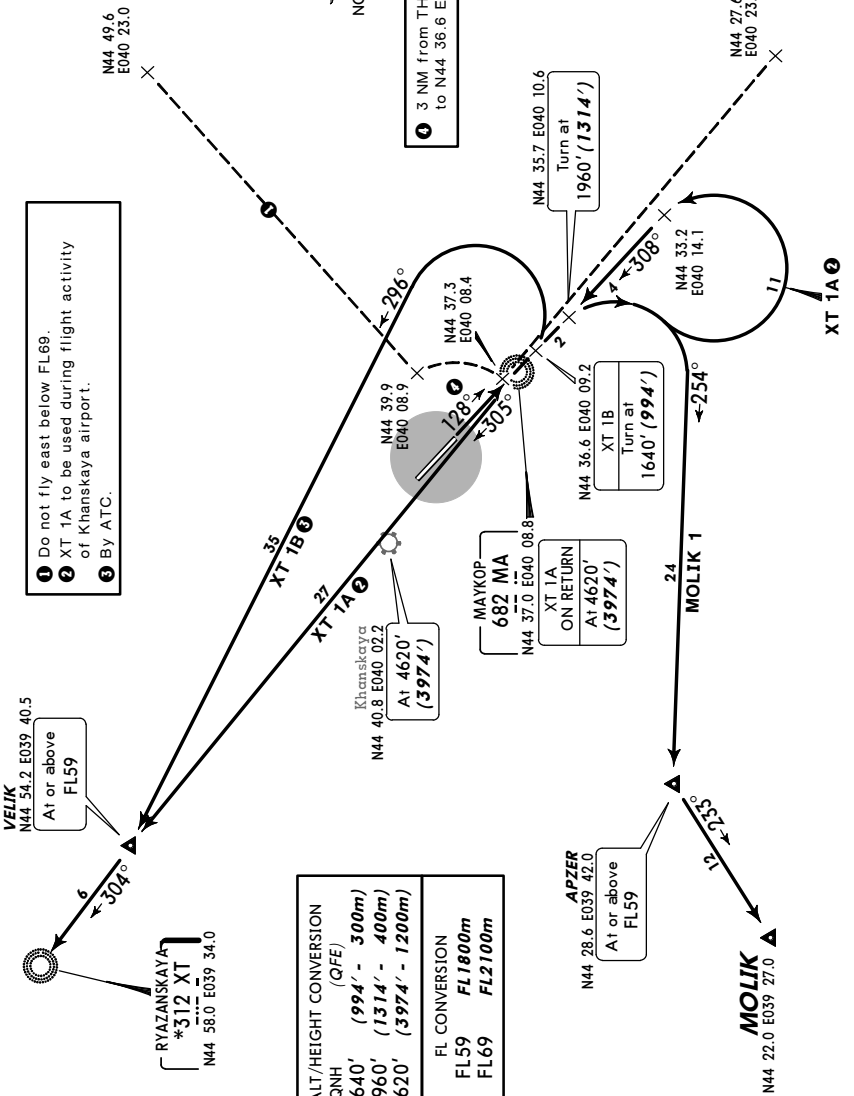 N44 49.6
E040 23.0
❹ 3 NM from TH
to N44 36.6 E
N44 27.6
E040 23.
❶ Do not fly east below FL69.
❷ XT 1A to be used during flight activity
of Khanskaya airport.
❸ By ATC.
❶
296°
N44 37.3
E040 08.4
N44 35.7 E040 10.6
Turn at
1960' (1314')
N44 39.9
E040 08.9
❹
128°
305°
2
4
308°
N44 33.2
E040 14.1
11
XT 1A ❷
N44 36.6 E040 09.2
XT 1B
Turn at
1640' (994')
254°
35
XT 1B ❸
27
XT 1A ❷
Khanskaya
N44 40.8 E040 02.2
At 4620'
(3974')
MAYKOP
682 MA
N44 37.0 E040 08.8
XT 1A
ON RETURN
At 4620'
(3974')
24
MOLIK 1
VELIK
N44 54.2 E039 40.5
At or above
FL59
6
304°
RYAZANSKAYA
*312 XT
N44 58.0 E039 34.0
ALT/HEIGHT CONVERSION
QNH (QFE)
640' (994' - 300m)
960' (1314' - 400m)
620' (3974' - 1200m)
FL CONVERSION
FL59 FL1800m
FL69 FL2100m
APZER
N44 28.6 E039 42.0
At or above
FL59
12
233°
MOLIK
N44 22.0 E039 27.0